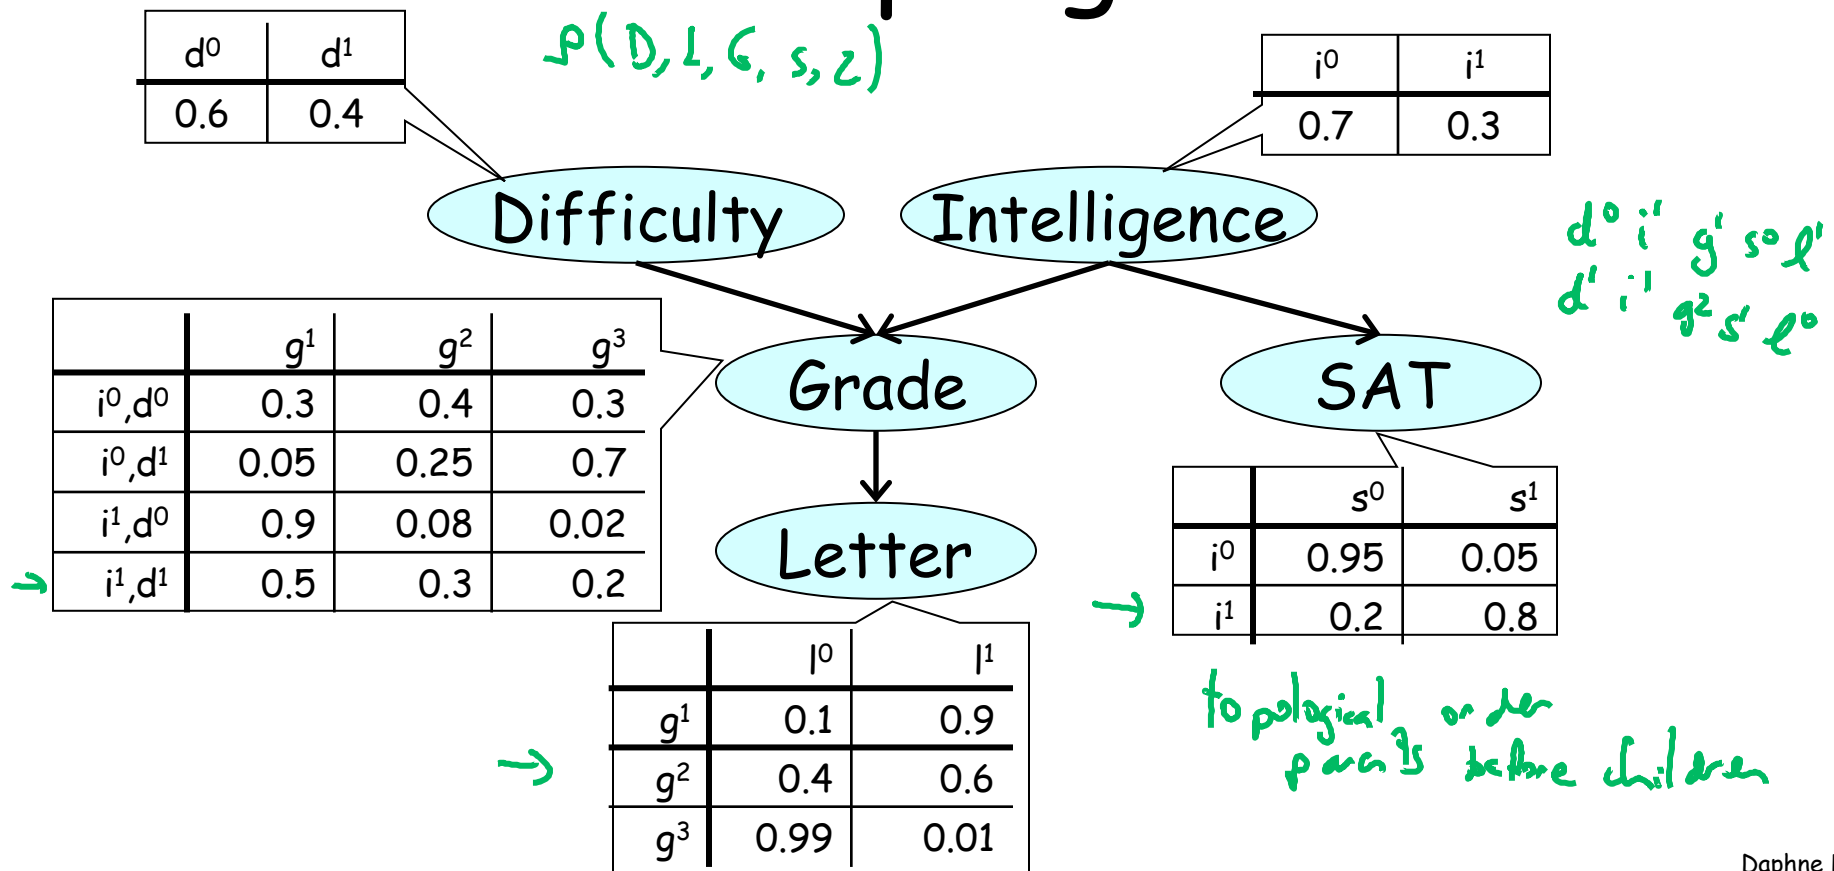 d⁰ d¹
0.6 0.4
P(D, I, G, S, L)
i⁰ i¹
0.7 0.3
Difficulty
Intelligence
d⁰ i¹ g¹ s⁰ l¹
d¹ i¹ g² s¹ l⁰
g¹ g² g³
i⁰,d⁰ 0.3 0.4 0.3
i⁰,d¹ 0.05 0.25 0.7
i¹,d⁰ 0.9 0.08 0.02
→ i¹,d¹ 0.5 0.3 0.2
Grade
SAT
Letter
s⁰ s¹
i⁰ 0.95 0.05
→ i¹ 0.2 0.8
l⁰ l¹
g¹ 0.1 0.9
→ g² 0.4 0.6
g³ 0.99 0.01
topological order
parents before children
Daphne